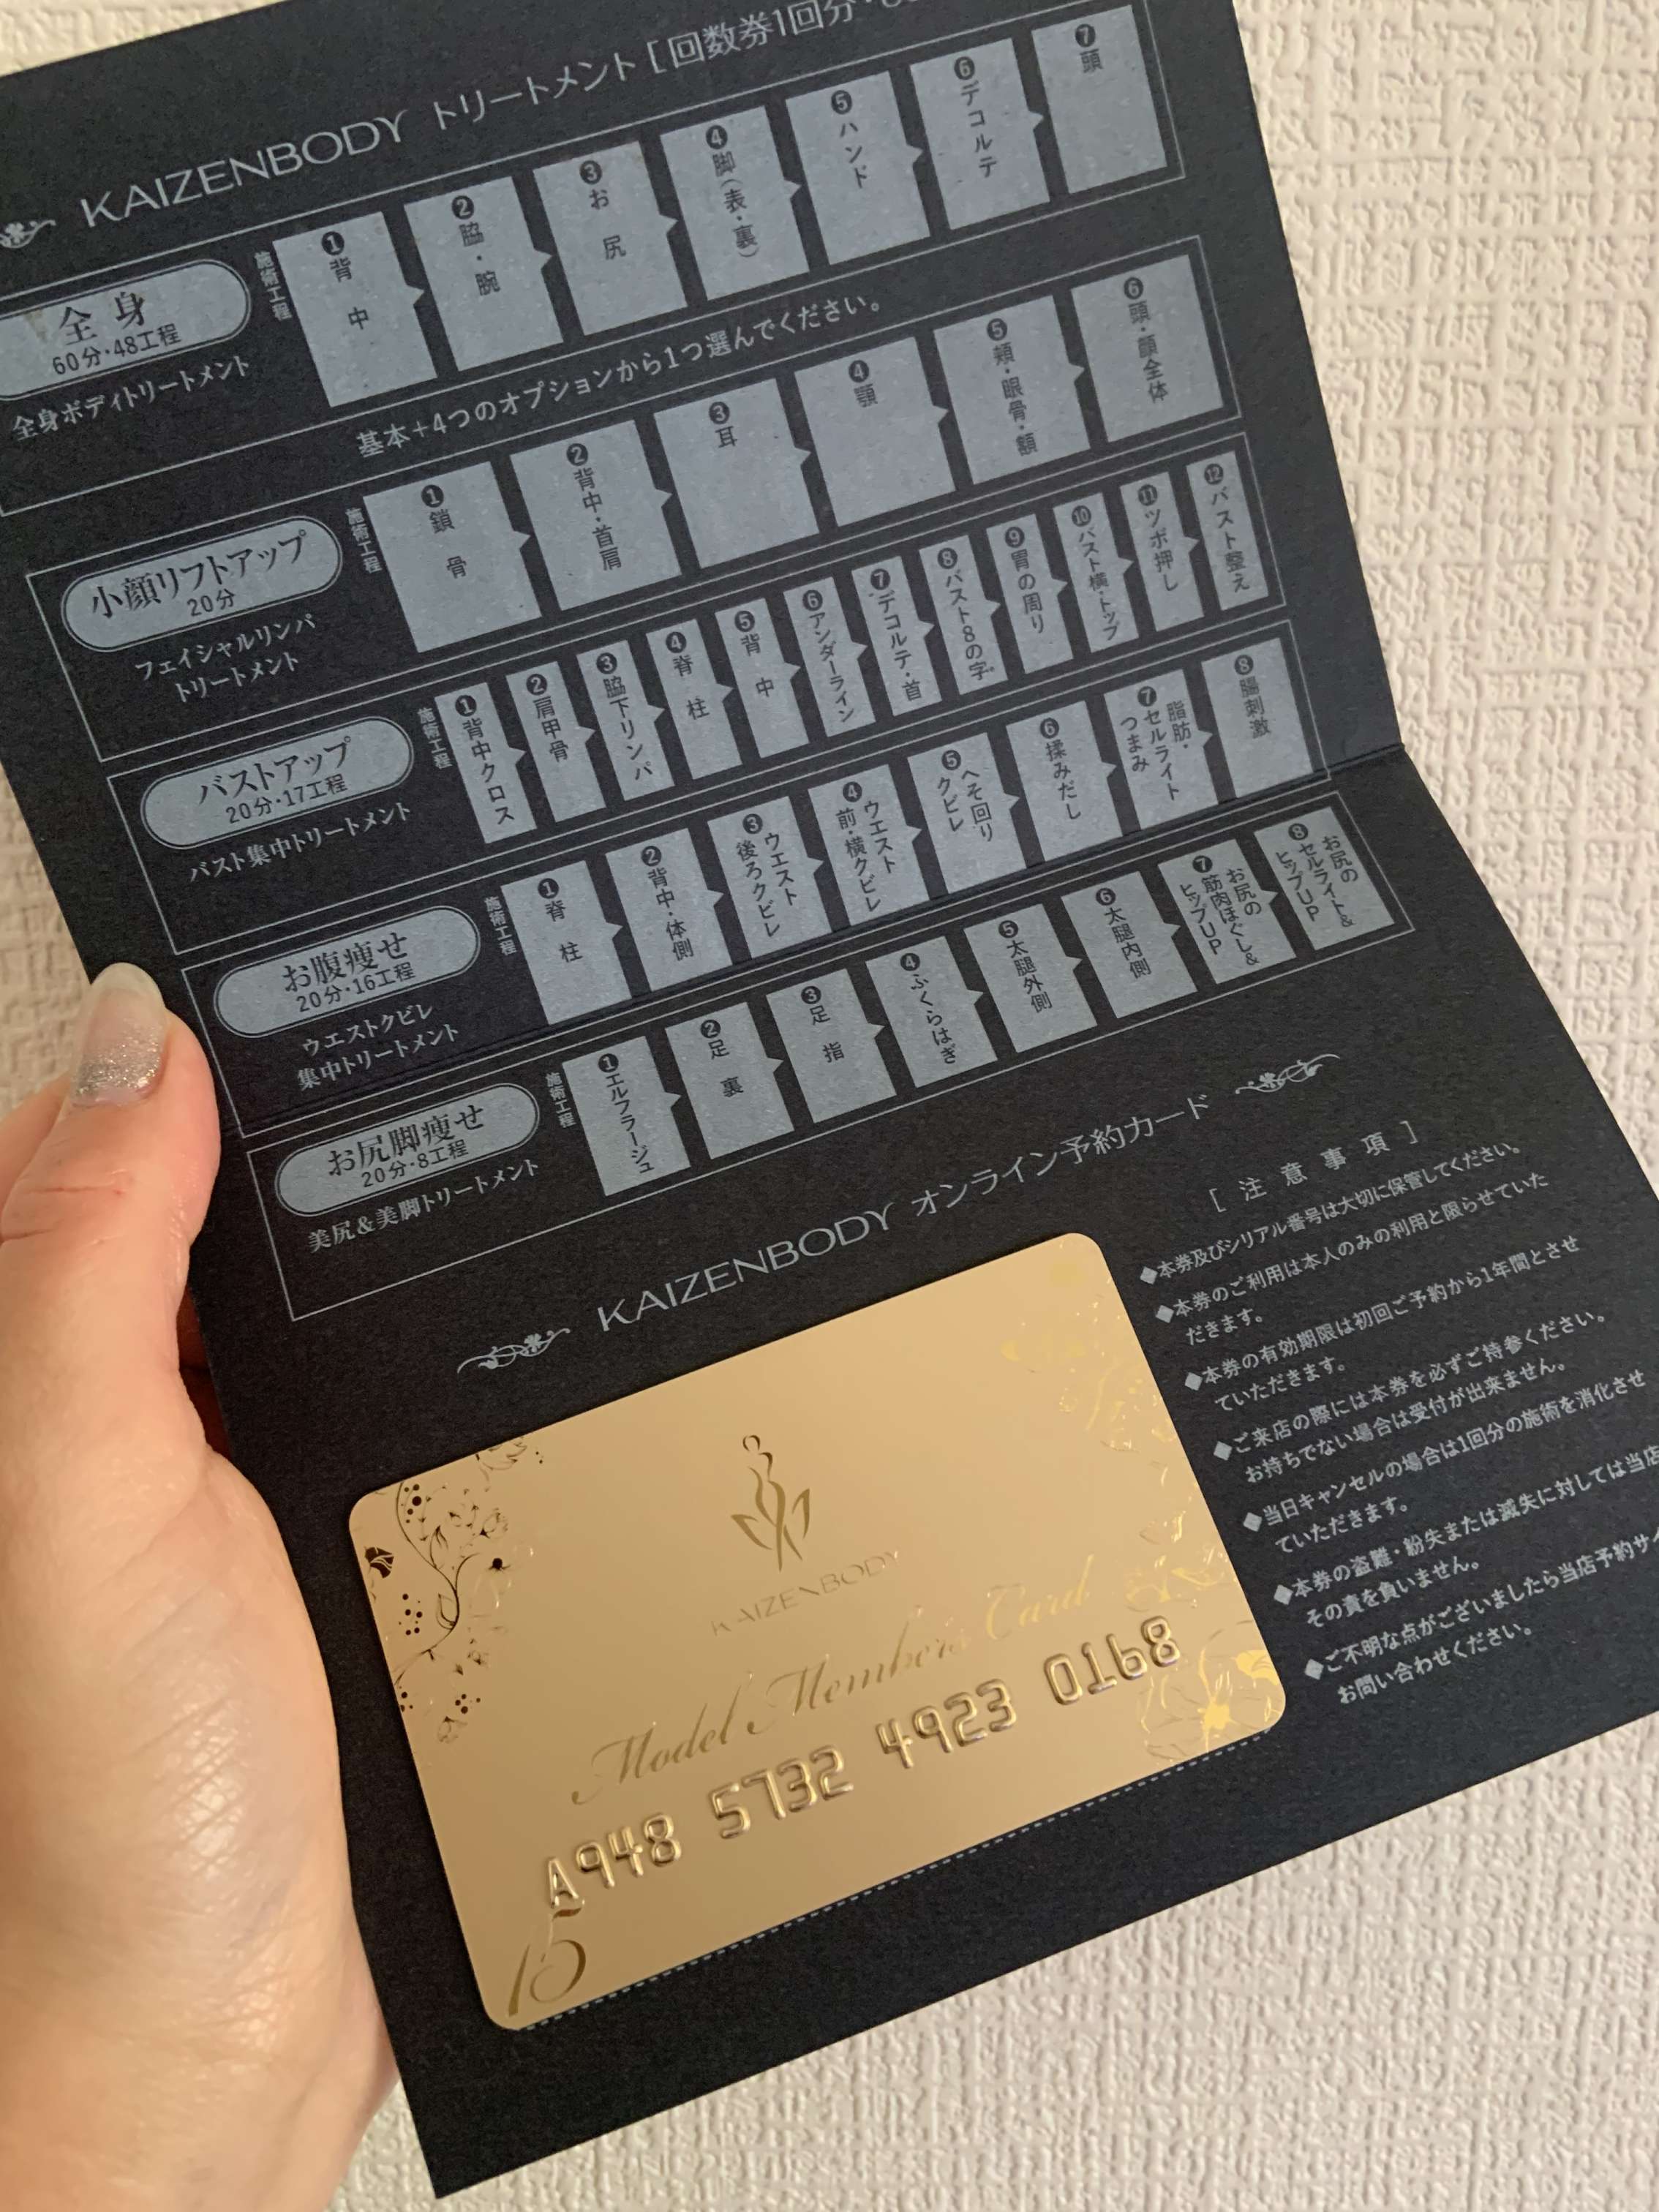 KAIZENBODY トリートメント [回数券1回分・
全身
60分・48工程
全身ボディトリートメント
施術工程
❶背中
❷脇・腕
❸お尻
❹脚(表・裏)
❺ハンド
❻デコルテ
❼頭
基本+4つのオプションから1つ選んでください。
小顔リフトアップ
20分
フェイシャルリンパ
トリートメント
施術工程
❶鎖骨
❷背中・首肩
❸耳
❹顎
❺頬・眼骨・額
❻頭・顔全体
バストアップ
20分・17工程
バスト集中トリートメント
施術工程
❶背中クロス
❷肩甲骨
❸脇下リンパ
❹脊柱
❺背中
❻アンダーライン
❼デコルテ・首
❽バスト8の字
❾胃の周り
❿バスト横・トップ
⓫ツボ押し
⓬バスト整え
お腹痩せ
20分・16工程
ウエストクビレ
集中トリートメント
施術工程
❶脊柱
❷背中・体側
❸ウエスト
後ろクビレ
❹ウエスト
前・横クビレ
❺へそ回り
クビレ
❻揉みだし
❼脂肪・
セルライト
つまみ
❽腸刺激
お尻脚痩せ
20分・8工程
美尻&美脚トリートメント
施術工程
❶エルフラージュ
❷足裏
❸足指
❹ふくらはぎ
❺太腿外側
❻太腿内側
❼お尻の
筋肉ほぐし&
ヒップUP
❽お尻の
セルライト&
ヒップUP
KAIZENBODY オンライン予約カード
[ 注意事項 ]
◆本券及びシリアル番号は大切に保管してください。
◆本券のご利用は本人のみの利用と限らせていた
だきます。
◆本券の有効期限は初回ご予約から1年間とさせ
ていただきます。
◆ご来店の際には本券を必ずご持参ください。
お持ちでない場合は受付が出来ません。
◆当日キャンセルの場合は1回分の施術を消化させ
ていただきます。
◆本券の盗難・紛失または滅失に対しては当店
その責を負いません。
◆ご不明な点がございましたら当店予約サイ
お問い合わせください。
KAIZENBODY
Model Members Card
A948 5732 4923 0168
15